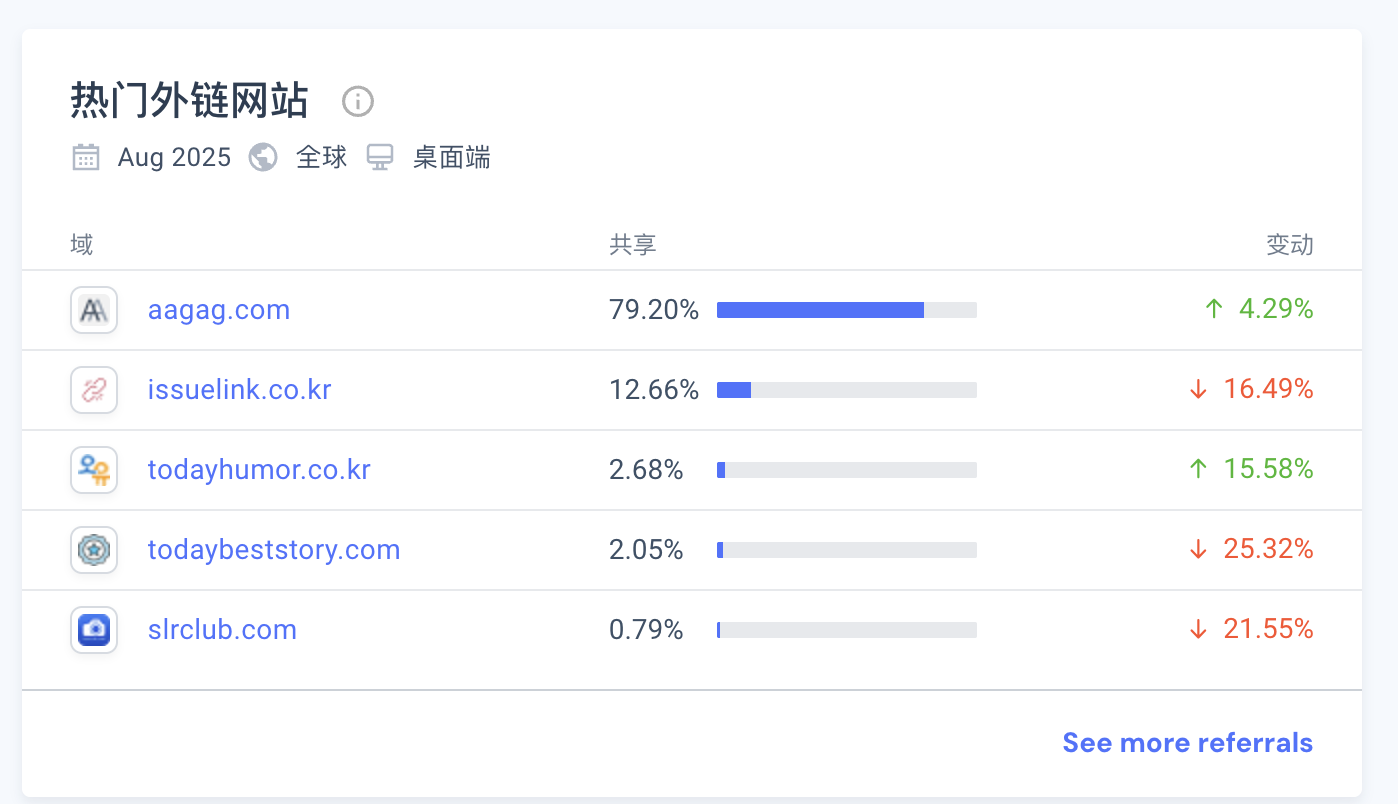 热门外链网站
Aug 2025 全球 桌面端
域 共享 变动
aagag.com 79.20% ↑ 4.29%
issuelink.co.kr 12.66% ↓ 16.49%
todayhumor.co.kr 2.68% ↑ 15.58%
todaybeststory.com 2.05% ↓ 25.32%
slrclub.com 0.79% ↓ 21.55%
See more referrals